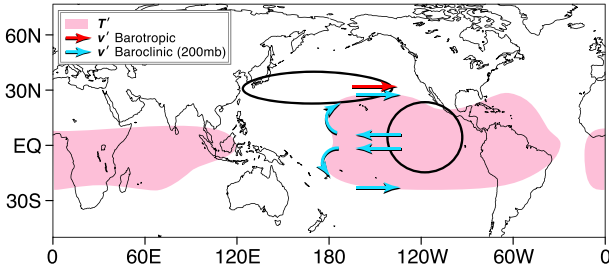 T′
v′ Barotropic
v′ Baroclinic (200mb)
60N
30N
EQ
30S
0 60E 120E 180 120W 60W 0